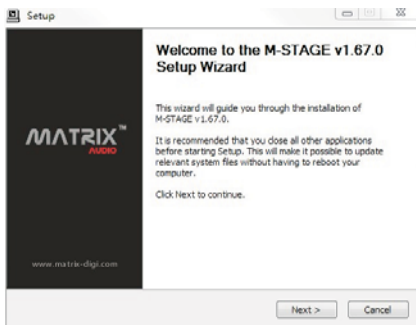 Setup
Welcome to the M-STAGE v1.67.0
Setup Wizard
This wizard will guide you through the installation of
M-STAGE v1.67.0.
It is recommended that you close all other applications
before starting Setup. This will make it possible to update
relevant system files without having to reboot your
computer.
Click Next to continue.
MATRIX™
AUDIO
www.matrix-digi.com
Next >
Cancel